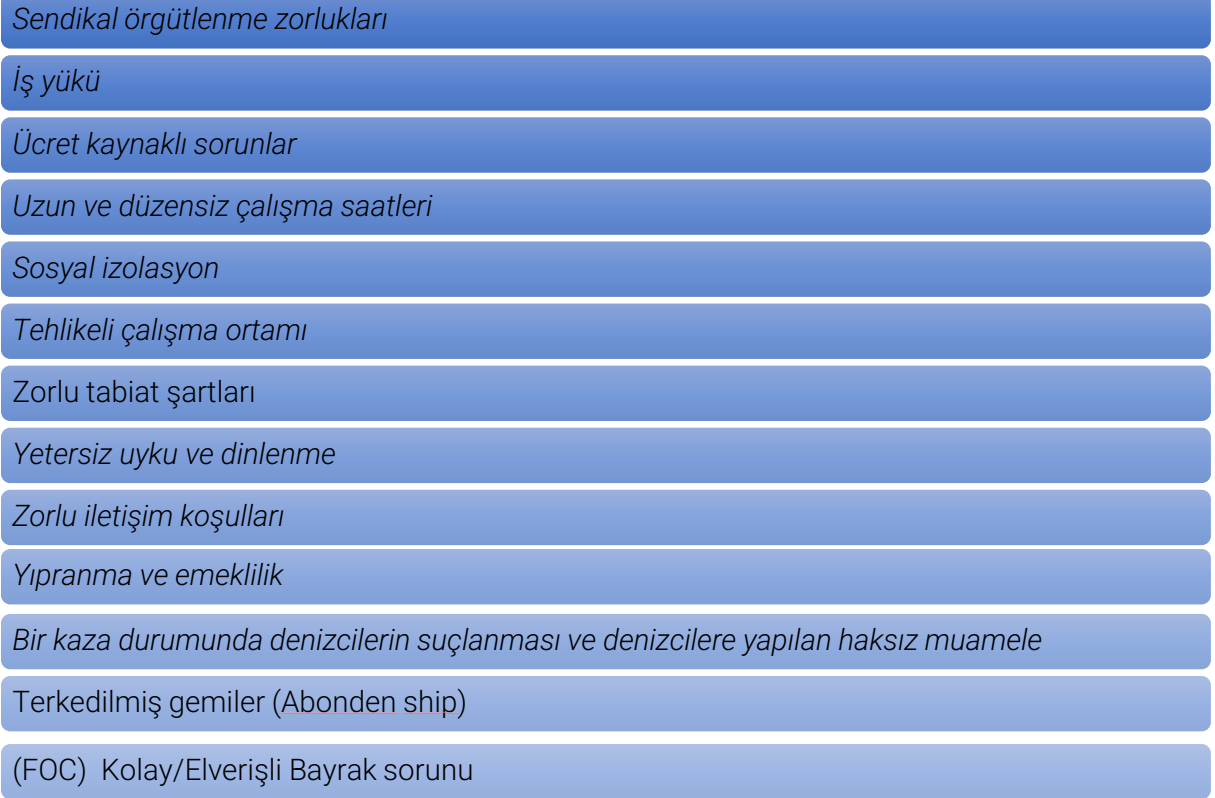 Sendikal örgütlenme zorlukları
İş yükü
Ücret kaynaklı sorunlar
Uzun ve düzensiz çalışma saatleri
Sosyal izolasyon
Tehlikeli çalışma ortamı
Zorlu tabiat şartları
Yetersiz uyku ve dinlenme
Zorlu iletişim koşulları
Yıpranma ve emeklilik
Bir kaza durumunda denizcilerin suçlanması ve denizcilere yapılan haksız muamele
Terkedilmiş gemiler (Abonden ship)
(FOC)  Kolay/Elverişli Bayrak sorunu